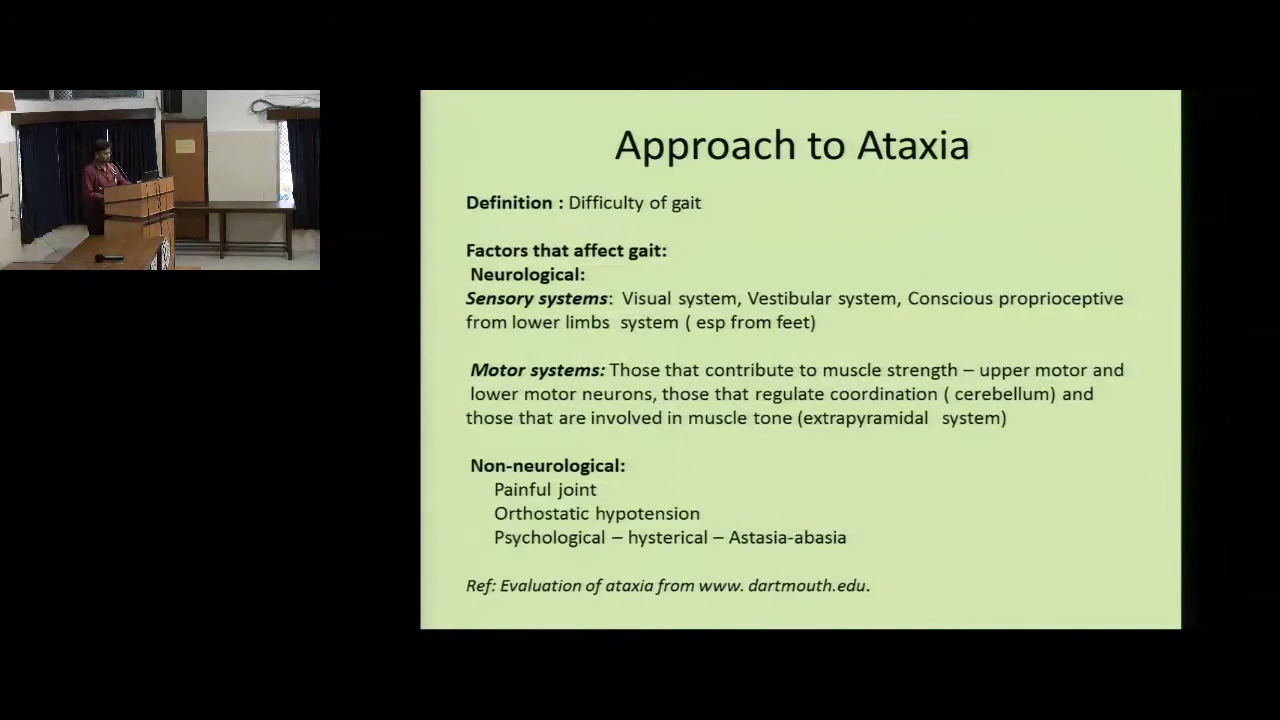 Approach to Ataxia
Definition : Difficulty of gait
Factors that affect gait:
Neurological:
Sensory systems: Visual system, Vestibular system, Conscious proprioceptive
from lower limbs system ( esp from feet)
Motor systems: Those that contribute to muscle strength – upper motor and
lower motor neurons, those that regulate coordination ( cerebellum) and
those that are involved in muscle tone (extrapyramidal system)
Non-neurological:
Painful joint
Orthostatic hypotension
Psychological – hysterical – Astasia-abasia
Ref: Evaluation of ataxia from www. dartmouth.edu.